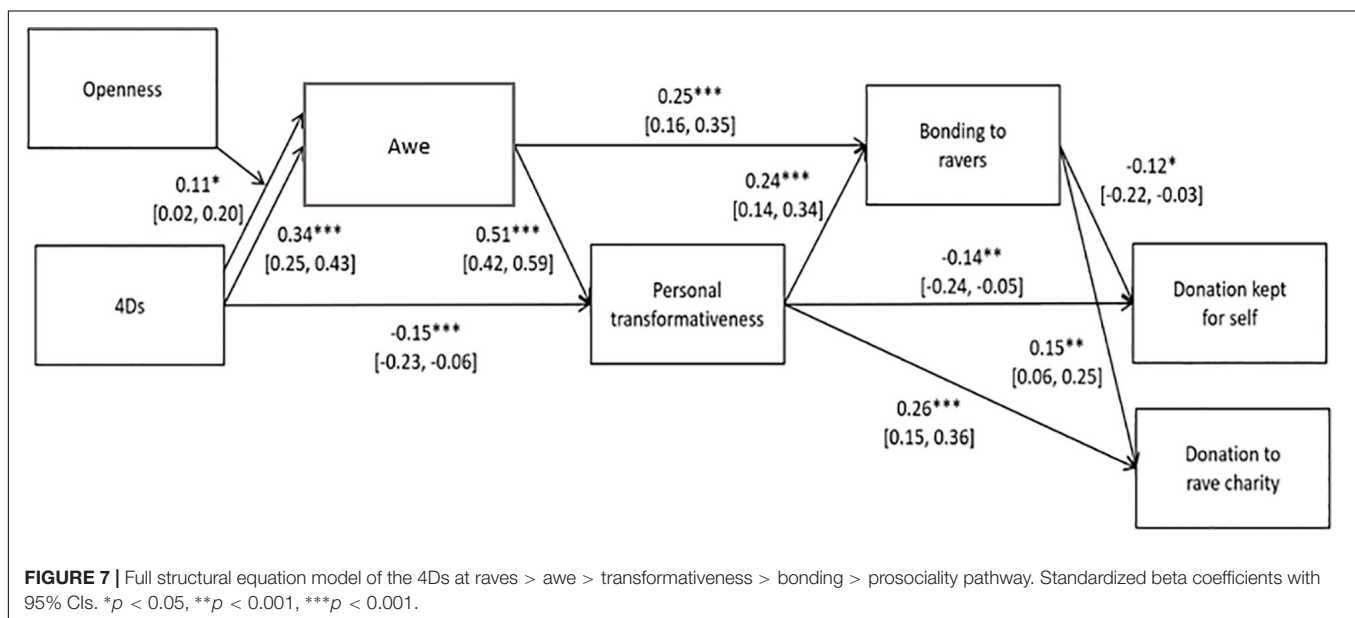 Openness
Awe
0.25***
[0.16, 0.35]
Bonding to
ravers
0.11*
[0.02, 0.20]
0.34***
[0.25, 0.43]
0.51***
[0.42, 0.59]
0.24***
[0.14, 0.34]
-0.12*
[-0.22, -0.03]
4Ds
-0.15***
[-0.23, -0.06]
Personal
transformativeness
-0.14**
[-0.24, -0.05]
Donation kept
for self
0.15**
[0.06, 0.25]
0.26***
[0.15, 0.36]
Donation to
rave charity
FIGURE 7 | Full structural equation model of the 4Ds at raves > awe > transformativeness > bonding > prosociality pathway. Standardized beta coefficients with
95% CIs. *p < 0.05, **p < 0.001, ***p < 0.001.